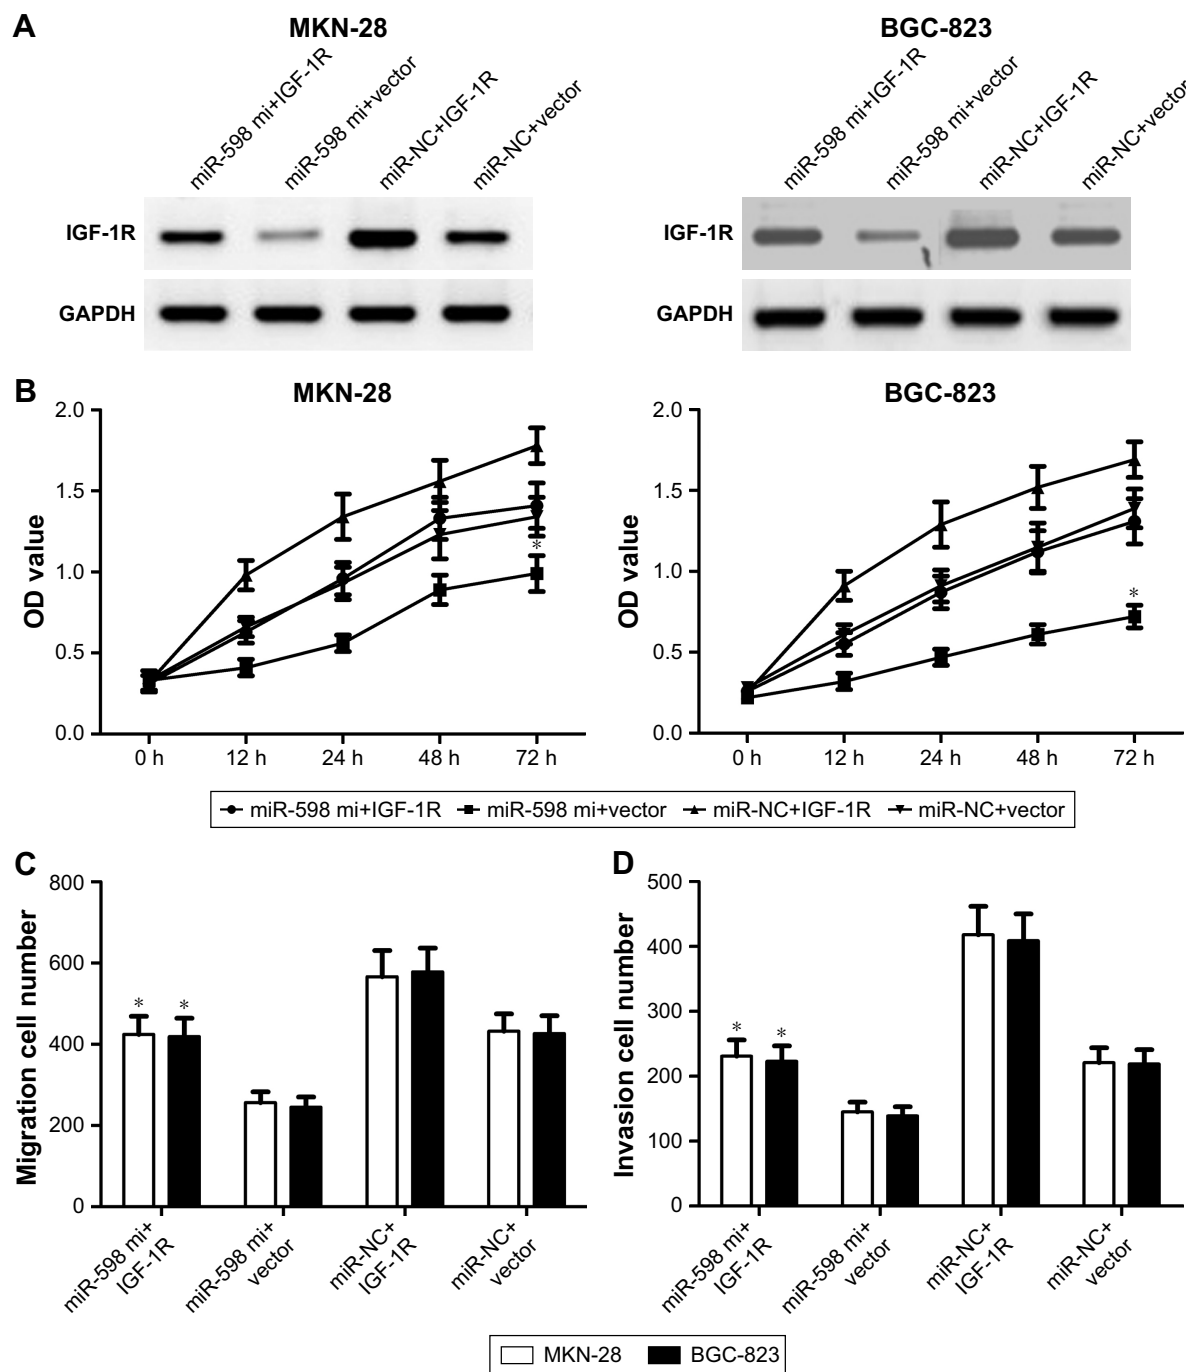 A
MKN-28
BGC-823
miR-598 mi+IGF-1R
miR-598 mi+vector
miR-NC+IGF-1R
miR-NC+vector
miR-598 mi+IGF-1R
miR-598 mi+vector
miR-NC+IGF-1R
miR-NC+vector
IGF-1R
GAPDH
IGF-1R
GAPDH
B
MKN-28
OD value
2.0
1.5
1.0
0.5
0.0
*
0 h 12 h 24 h 48 h 72 h
BGC-823
OD value
2.0
1.5
1.0
0.5
0.0
*
0 h 12 h 24 h 48 h 72 h
miR-598 mi+IGF-1R miR-598 mi+vector miR-NC+IGF-1R miR-NC+vector
C
Migration cell number
800
600
400
200
0
* *
miR-598 mi+
IGF-1R
miR-598 mi+
vector
miR-NC+
IGF-1R
miR-NC+
vector
D
Invasion cell number
500
400
300
200
100
0
* *
miR-598 mi+
IGF-1R
miR-598 mi+
vector
miR-NC+
IGF-1R
miR-NC+
vector
MKN-28 BGC-823